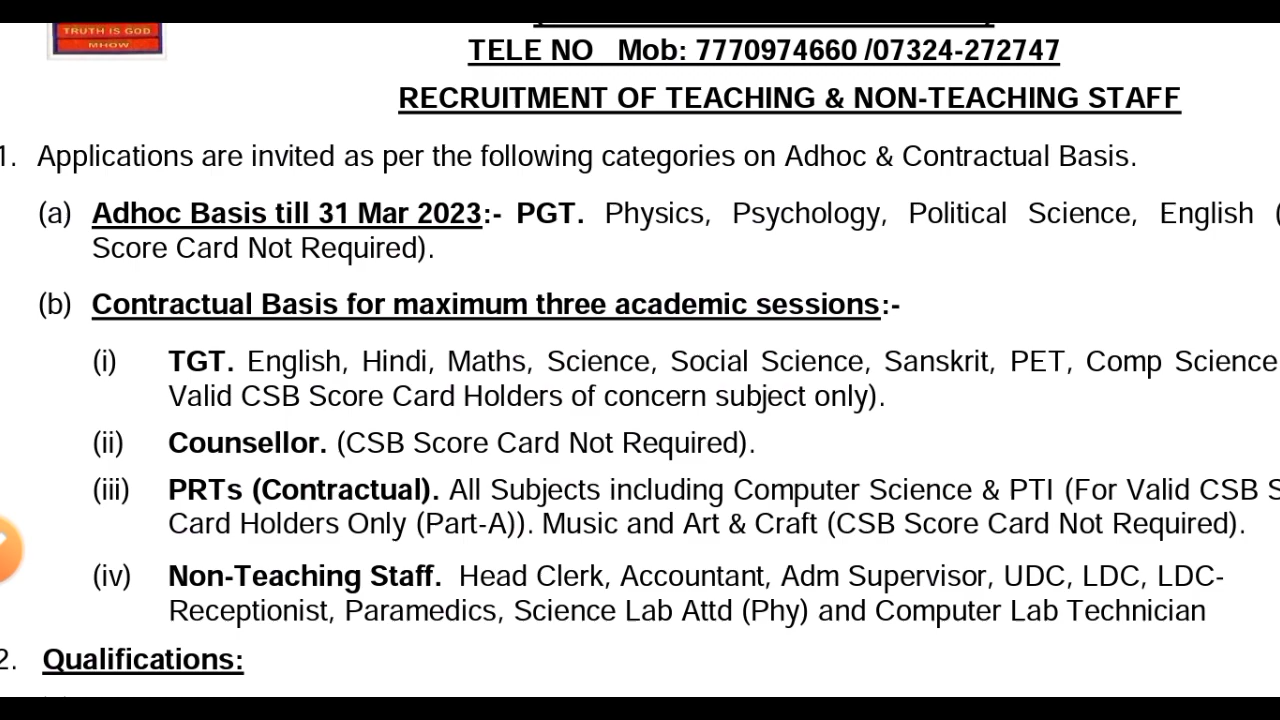 TRUTH IS GOD
MHOW
TELE NO Mob: 7770974660 /07324-272747
RECRUITMENT OF TEACHING & NON-TEACHING STAFF
1. Applications are invited as per the following categories on Adhoc & Contractual Basis.
(a) Adhoc Basis till 31 Mar 2023:- PGT. Physics, Psychology, Political Science, English (
Score Card Not Required).
(b) Contractual Basis for maximum three academic sessions:-
(i) TGT. English, Hindi, Maths, Science, Social Science, Sanskrit, PET, Comp Science
Valid CSB Score Card Holders of concern subject only).
(ii) Counsellor. (CSB Score Card Not Required).
(iii) PRTs (Contractual). All Subjects including Computer Science & PTI (For Valid CSB S
Card Holders Only (Part-A)). Music and Art & Craft (CSB Score Card Not Required).
(iv) Non-Teaching Staff. Head Clerk, Accountant, Adm Supervisor, UDC, LDC, LDC-
Receptionist, Paramedics, Science Lab Attd (Phy) and Computer Lab Technician
2. Qualifications: